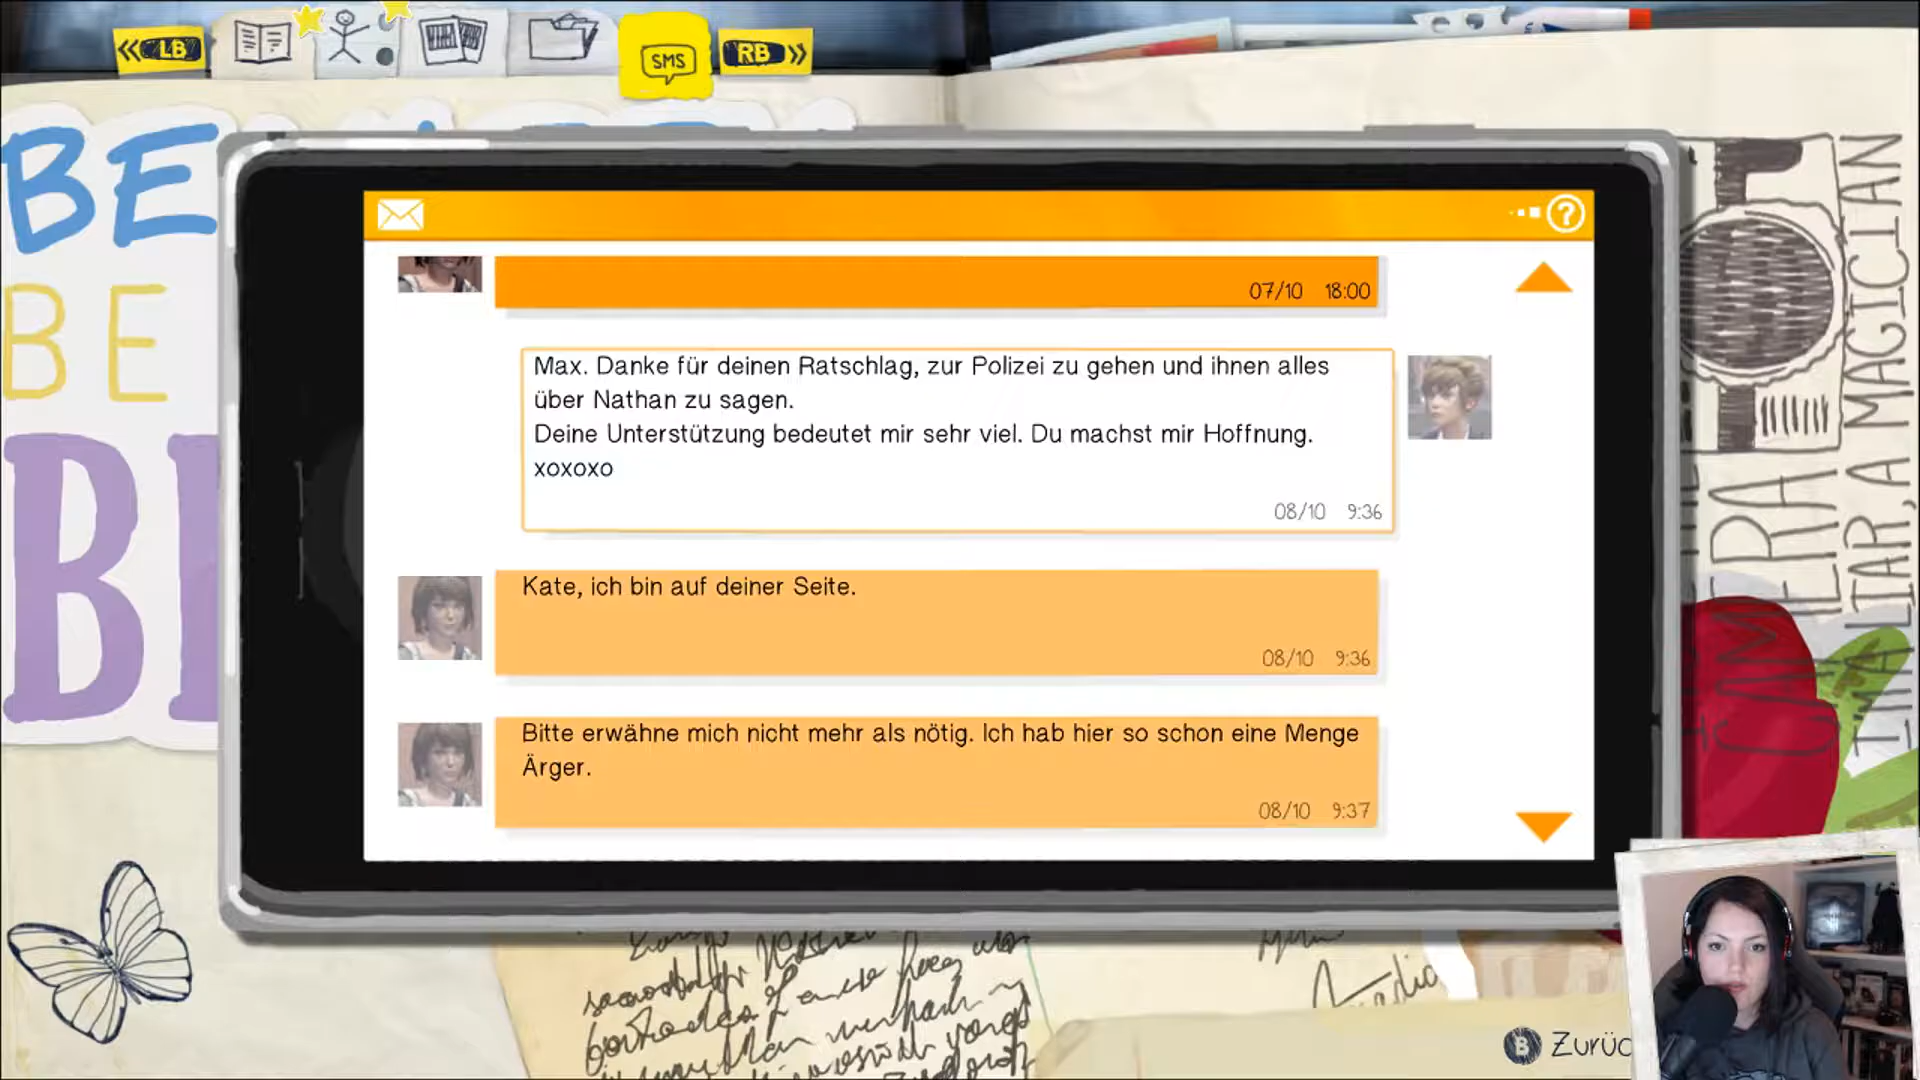 LB
SMS
RB
?
07/10 18:00
Max. Danke für deinen Ratschlag, zur Polizei zu gehen und ihnen alles
über Nathan zu sagen.
Deine Unterstützung bedeutet mir sehr viel. Du machst mir Hoffnung.
xoxoxo
08/10 9:36
Kate, ich bin auf deiner Seite.
08/10 9:36
Bitte erwähne mich nicht mehr als nötig. Ich hab hier so schon eine Menge
Ärger.
08/10 9:37
BE
BE
A MAGICIAN
B Zurüc